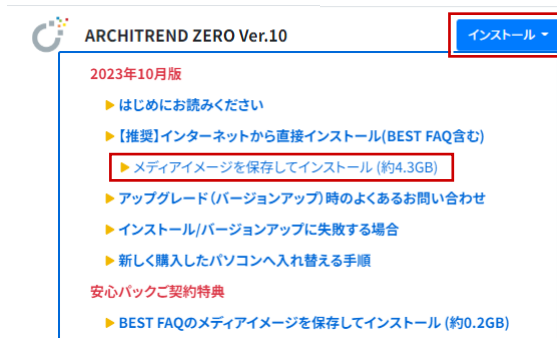 ARCHITREND ZERO Ver.10 インストール
2023年10月版
はじめにお読みください
【推奨】インターネットから直接インストール(BEST FAQ含む)
メディアイメージを保存してインストール (約4.3GB)
アップグレード(バージョンアップ)時のよくあるお問い合わせ
インストール/バージョンアップに失敗する場合
新しく購入したパソコンへ入れ替える手順
安心パックご契約特典
BEST FAQのメディアイメージを保存してインストール (約0.2GB)